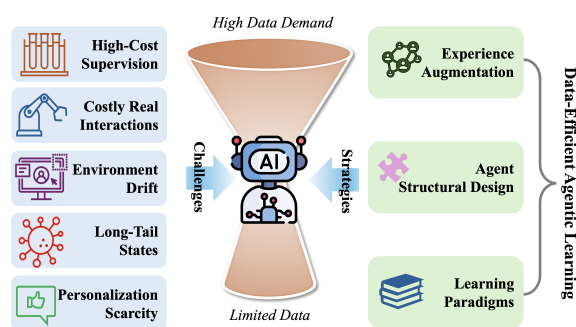 High Data Demand
High-Cost
Supervision
Costly Real
Interactions
Environment
Drift
Long-Tail
States
Personalization
Scarcity
Challenges
AI
Strategies
Limited Data
Experience
Augmentation
Agent
Structural Design
Learning
Paradigms
Data-Efficient Agentic Learning